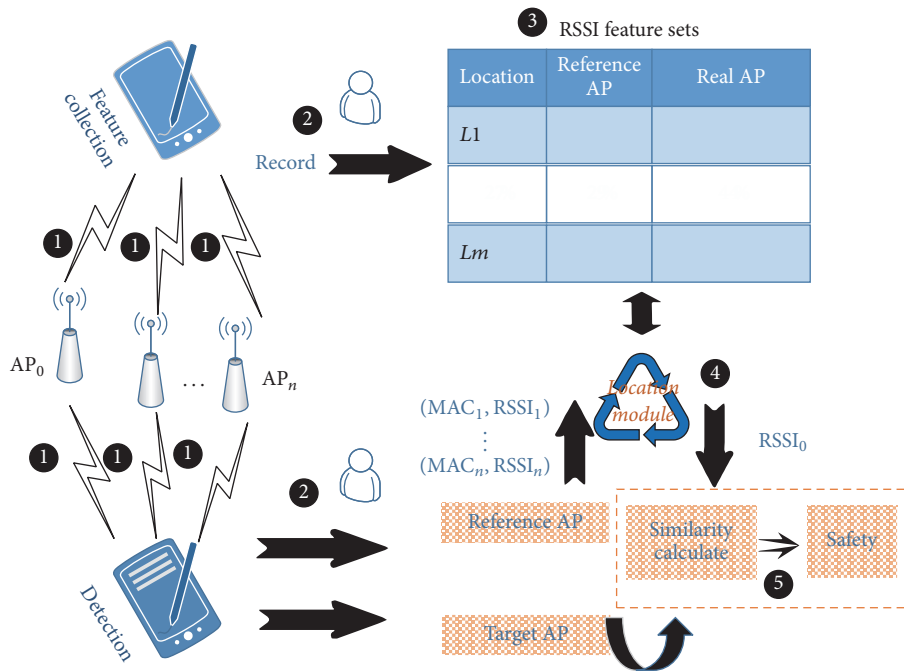 3 RSSI feature sets
Location
Reference
AP
Real AP
L1
Lm
Feature
collection
2
Record
1
1
1
AP0
...
APn
1
1
1
2
Detection
(MAC1, RSSI1)
⋮
(MACn, RSSIn)
Location
module
4
RSSI0
Reference AP
Similarity
calculate
Safety
5
Target AP